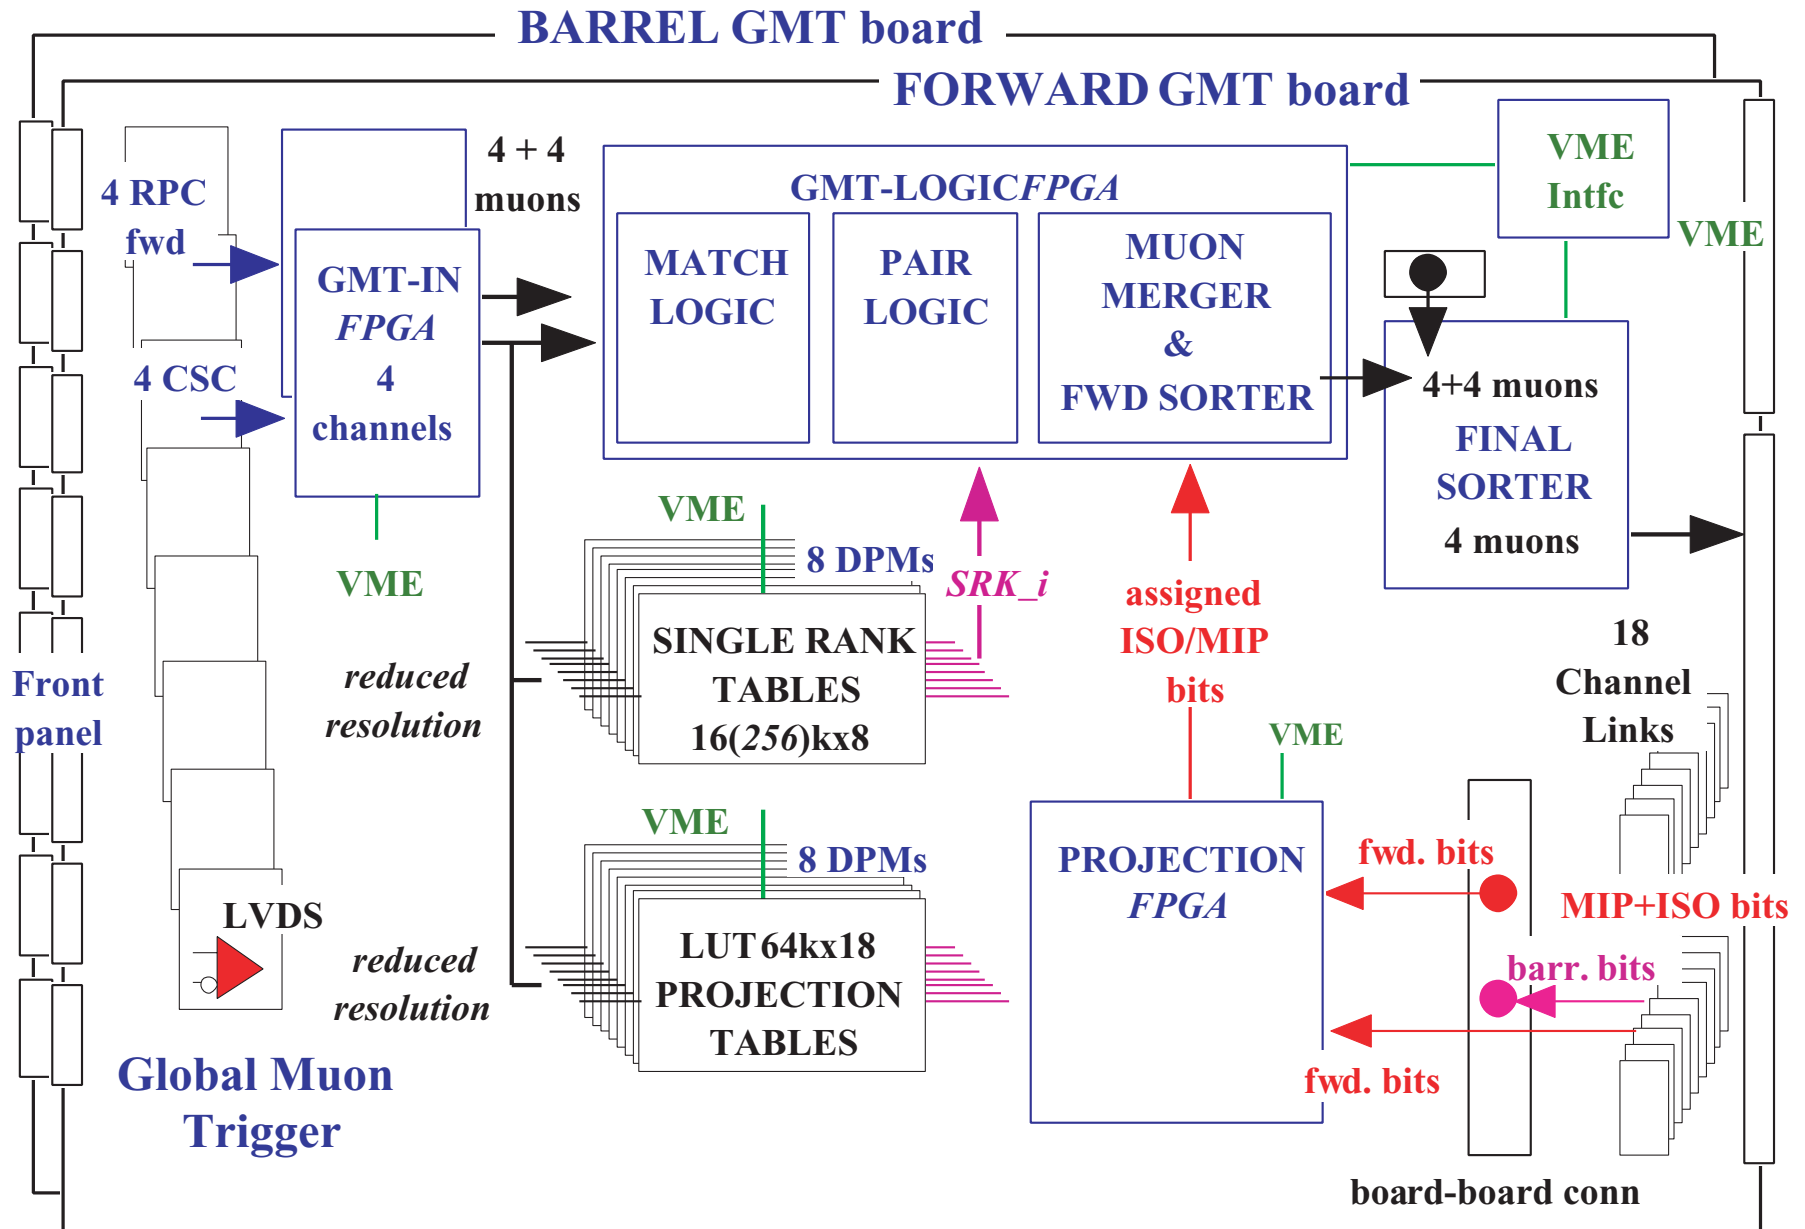 BARREL GMT board
FORWARD GMT board
4 RPC
fwd
4 CSC
GMT-IN
FPGA
4
channels
VME
4 + 4
muons
GMT-LOGICFPGA
MATCH
LOGIC
PAIR
LOGIC
MUON
MERGER
&
FWD SORTER
VME
Intfc
VME
4+4 muons
FINAL
SORTER
4 muons
VME
8 DPMs
SINGLE RANK
TABLES
16(256)kx8
reduced
resolution
SRK_i
assigned
ISO/MIP
bits
18
Channel
Links
Front
panel
VME
8 DPMs
LUT 64kx18
PROJECTION
TABLES
reduced
resolution
VME
PROJECTION
FPGA
fwd. bits
MIP+ISO bits
barr. bits
fwd. bits
board-board conn
LVDS
Global Muon
Trigger